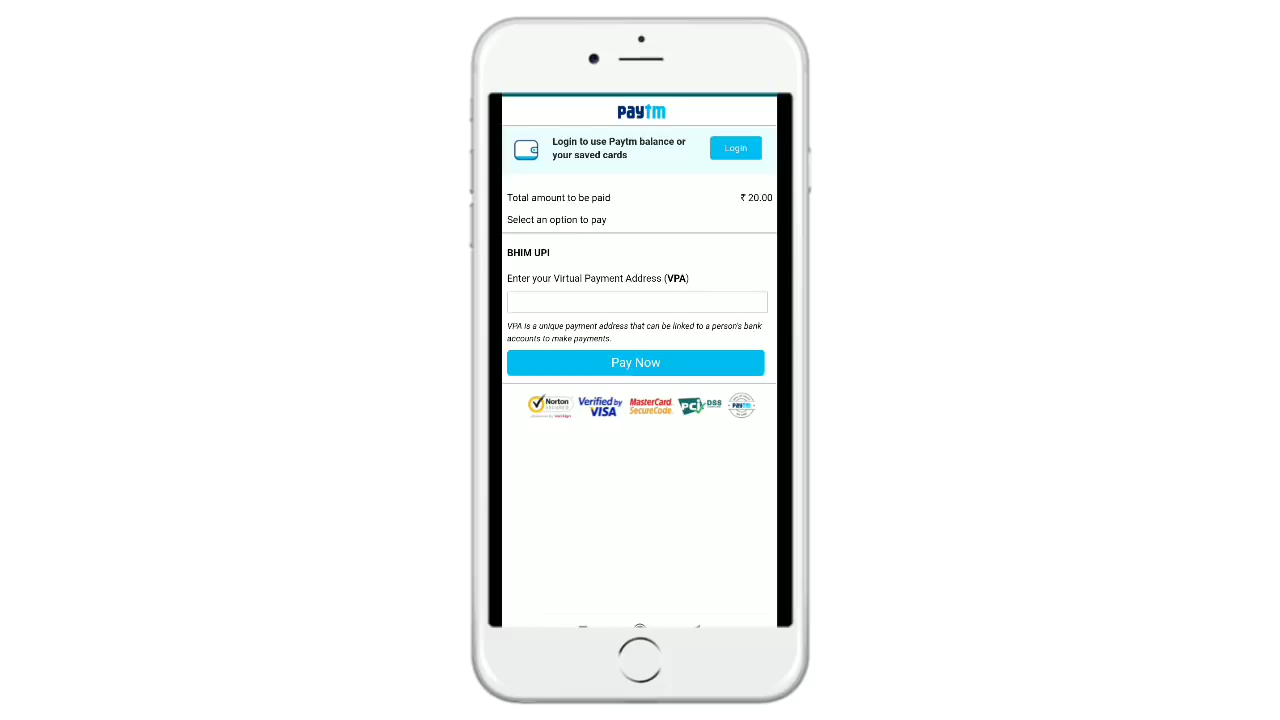 paytm
Login to use Paytm balance or
your saved cards
Login
Total amount to be paid
₹ 20.00
Select an option to pay
BHIM UPI
Enter your Virtual Payment Address (VPA)
VPA is a unique payment address that can be linked to a person's bank
accounts to make payments.
Pay Now
Norton
SECURED
Verified by
VISA
MasterCard.
SecureCode.
PCI DSS
paytm